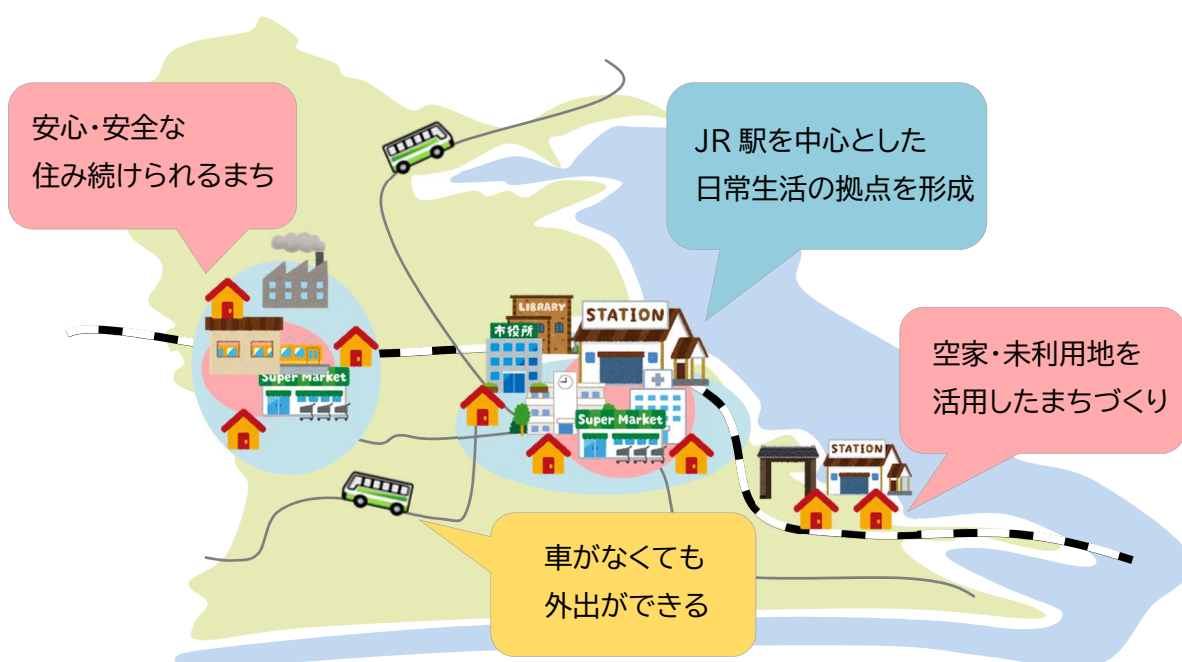 安心・安全な
住み続けられるまち
JR 駅を中心とした
日常生活の拠点を形成
LIBRARY
STATION
市役所
空家・未利用地を
活用したまちづくり
Super Market
Super Market
STATION
車がなくても
外出ができる